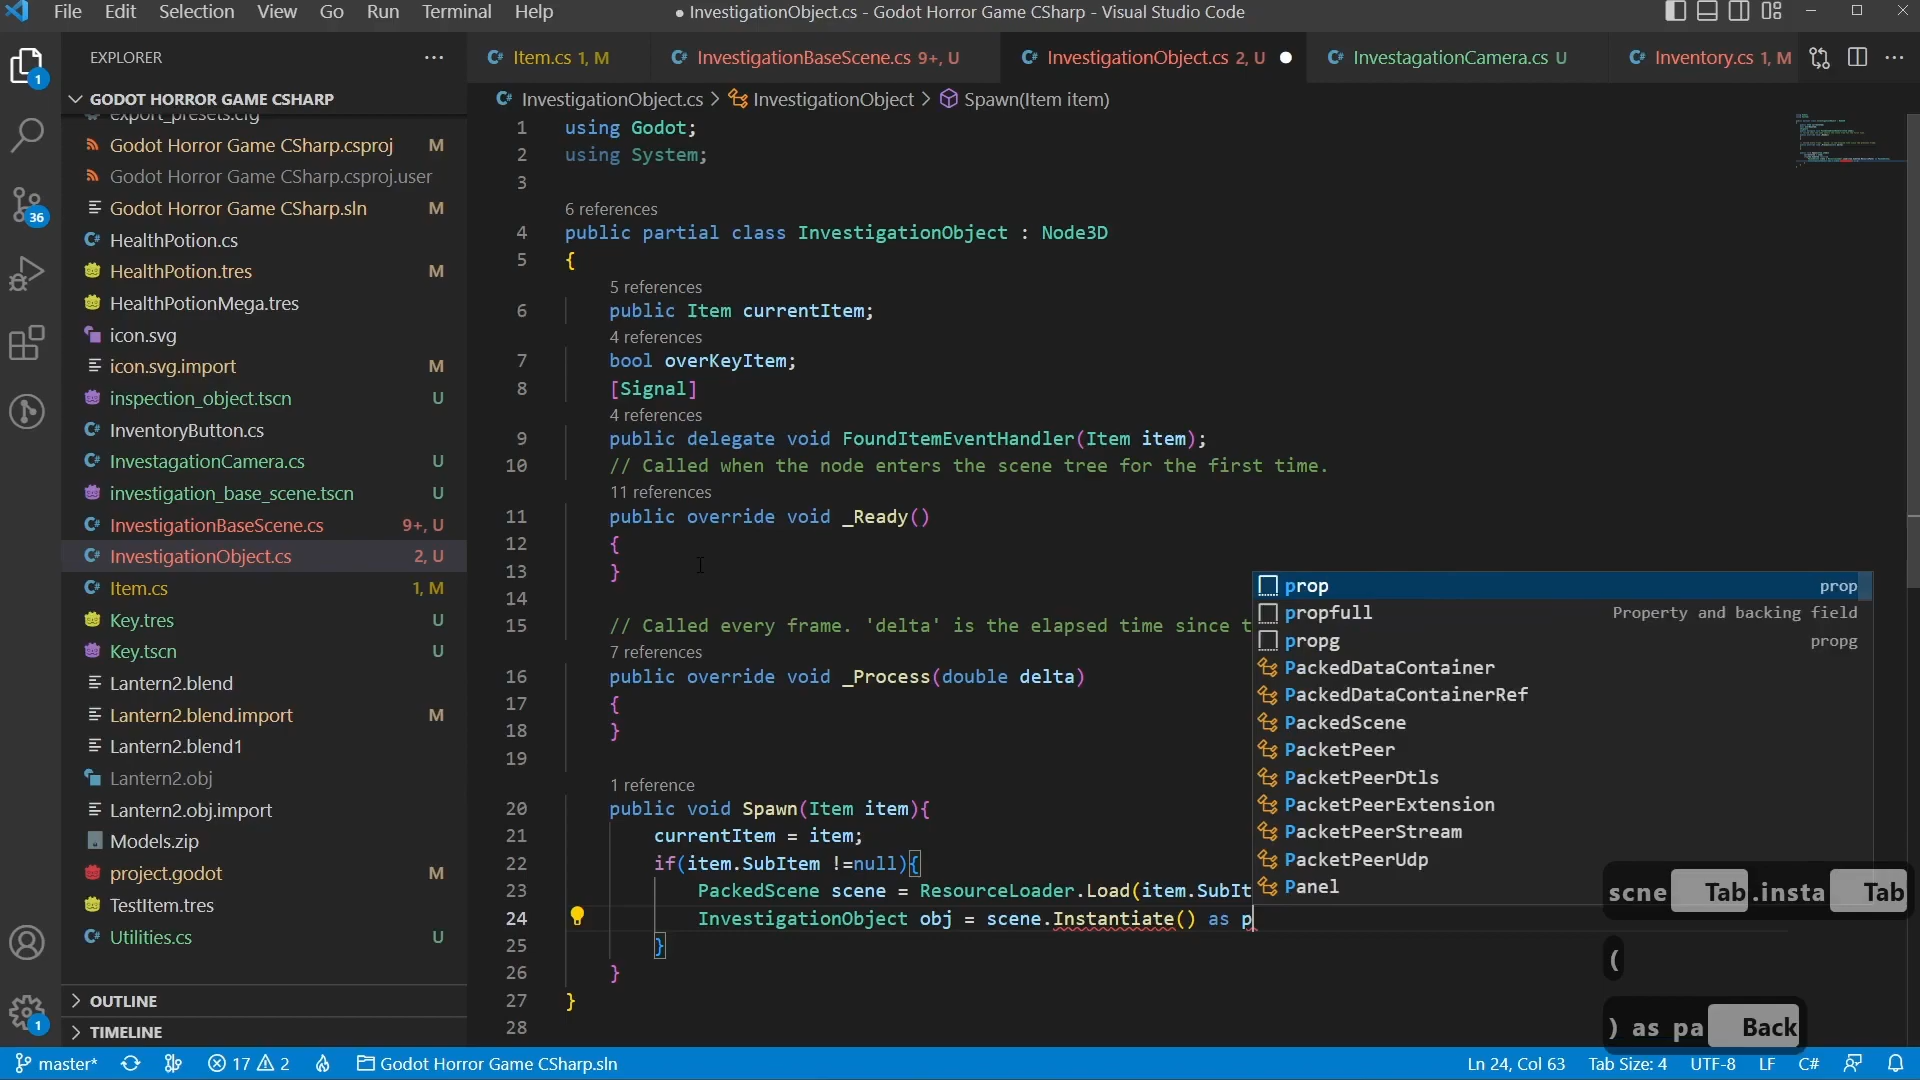 File Edit Selection View Go Run Terminal Help
● InvestigationObject.cs - Godot Horror Game CSharp - Visual Studio Code
EXPLORER
GODOT HORROR GAME CSHARP
export_presets.cfg
Godot Horror Game CSharp.csproj M
Godot Horror Game CSharp.csproj.user
Godot Horror Game CSharp.sln M
HealthPotion.cs
HealthPotion.tres M
HealthPotionMega.tres
icon.svg
icon.svg.import M
inspection_object.tscn U
InventoryButton.cs
InvestagationCamera.cs U
investigation_base_scene.tscn U
InvestigationBaseScene.cs 9+, U
InvestigationObject.cs 2, U
Item.cs 1, M
Key.tres U
Key.tscn U
Lantern2.blend
Lantern2.blend.import M
Lantern2.blend1
Lantern2.obj
Lantern2.obj.import
Models.zip
project.godot M
TestItem.tres
Utilities.cs U
OUTLINE
TIMELINE
1
36
1
Item.cs 1, M
InvestigationBaseScene.cs 9+, U
InvestigationObject.cs 2, U
InvestagationCamera.cs U
Inventory.cs 1, M
InvestigationObject.cs > InvestigationObject > Spawn(Item item)
1 using Godot;
2 using System;
3
6 references
4 public partial class InvestigationObject : Node3D
5 {
5 references
6 public Item currentItem;
4 references
7 bool overKeyItem;
8 [Signal]
4 references
9 public delegate void FoundItemEventHandler(Item item);
10 // Called when the node enters the scene tree for the first time.
11 references
11 public override void _Ready()
12 {
13 }
14
15 // Called every frame. 'delta' is the elapsed time since t
7 references
16 public override void _Process(double delta)
17 {
18 }
19
1 reference
20 public void Spawn(Item item){
21 currentItem = item;
22 if(item.SubItem !=null){
23 PackedScene scene = ResourceLoader.Load(item.SubIt
24 InvestigationObject obj = scene.Instantiate() as p
25 }
26 }
27 }
28
prop prop
propfull Property and backing field
propg propg
PackedDataContainer
PackedDataContainerRef
PackedScene
PacketPeer
PacketPeerDtls
PacketPeerExtension
PacketPeerStream
PacketPeerUdp
Panel
scne Tab .insta Tab
(
) as pa Back
master* 17 2 Godot Horror Game CSharp.sln
Ln 24, Col 63 Tab Size: 4 UTF-8 LF C#